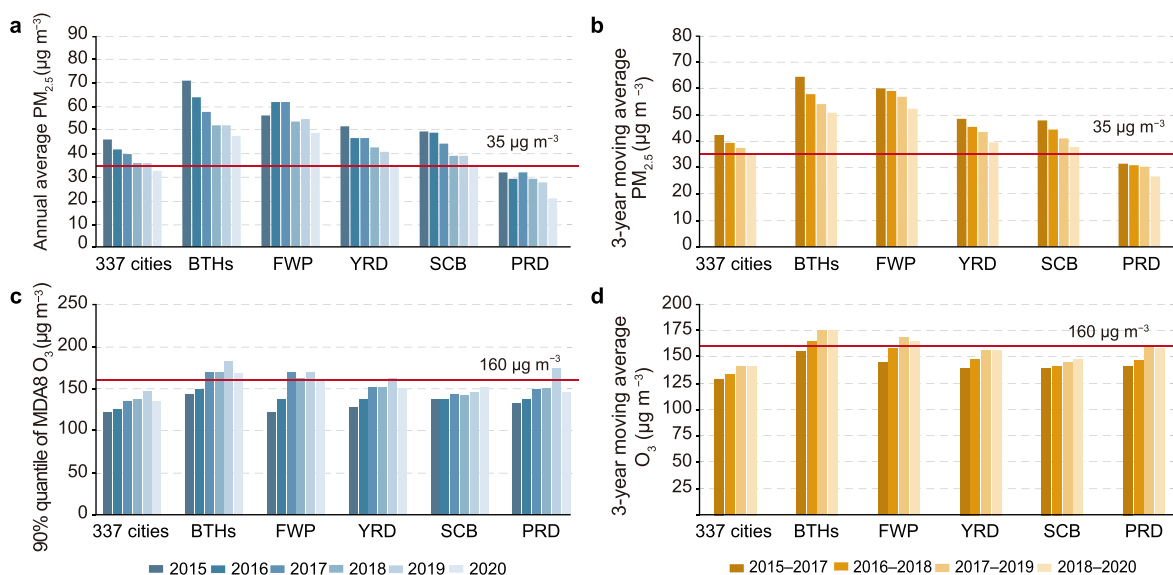 a
Annual average PM2.5 (µg m−3)
90
80
70
60
50
40
30
20
10
0
35 µg m−3
337 cities BTHs FWP YRD SCB PRD
b
3-year moving average
PM2.5 (µg m −3)
80
70
60
50
40
30
20
10
0
35 µg m−3
337 cities BTHs FWP YRD SCB PRD
c
90% quantile of MDA8 O3 (µg m−3)
250
200
150
100
50
0
160 µg m−3
337 cities BTHs FWP YRD SCB PRD
2015 2016 2017 2018 2019 2020
d
3-year moving average
O3 (µg m−3)
200
175
150
125
100
75
50
25
160 µg m−3
337 cities BTHs FWP YRD SCB PRD
2015–2017 2016–2018 2017–2019 2018–2020